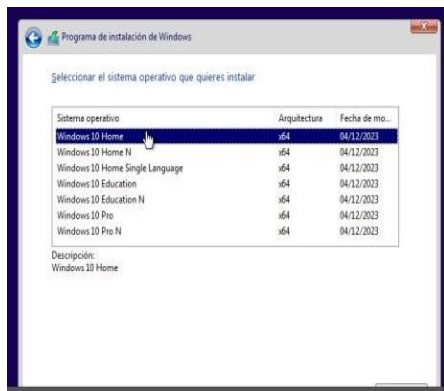 Programa de instalación de Windows
Seleccionar el sistema operativo que quieres instalar
Sistema operativo Arquitectura Fecha de mo...
Windows 10 Home x64 04/12/2023
Windows 10 Home N x64 04/12/2023
Windows 10 Home Single Language x64 04/12/2023
Windows 10 Education x64 04/12/2023
Windows 10 Education N x64 04/12/2023
Windows 10 Pro x64 04/12/2023
Windows 10 Pro N x64 04/12/2023
Descripción:
Windows 10 Home